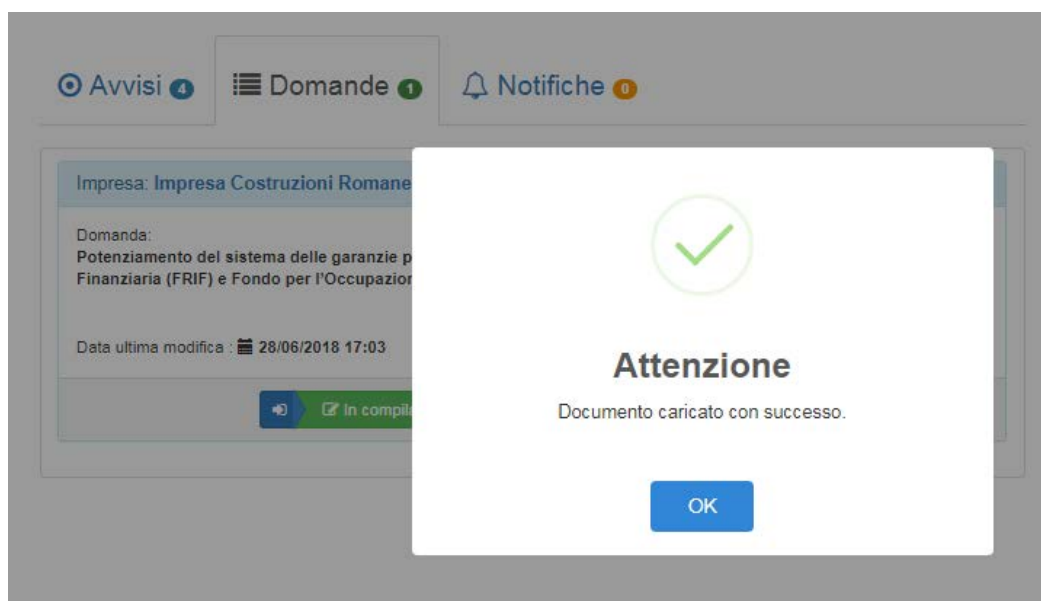 Avvisi 4
Domande 1
Notifiche 0
Impresa: Impresa Costruzioni Romane
Domanda:
Potenziamento del sistema delle garanzie p
Finanziaria (FRIF) e Fondo per l'Occupazion
Data ultima modifica : 28/06/2018 17:03
In compila
Attenzione
Documento caricato con successo.
OK